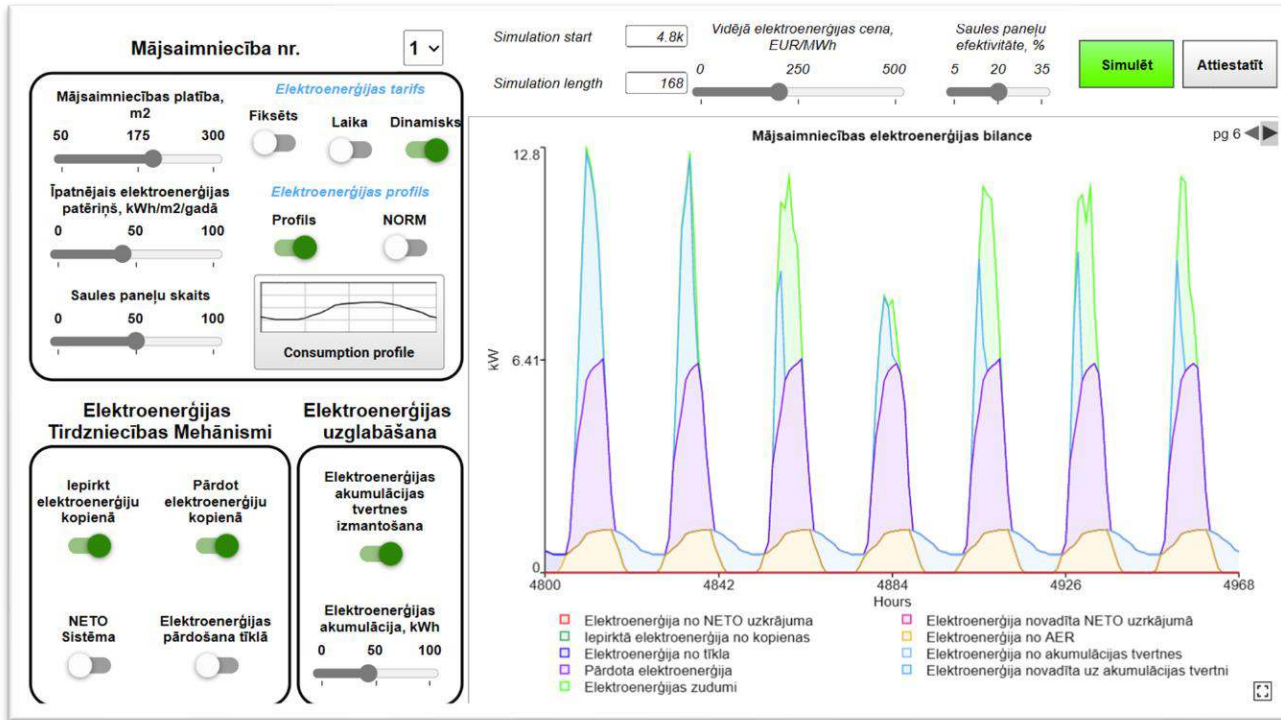 Mājsaimniecība nr.
1
Mājsaimniecības platība,
m2
50 175 300
Īpatnējais elektroenerģijas
patēriņš, kWh/m2/gadā
0 50 100
Saules paneļu skaits
0 50 100
Elektroenerģijas tarifs
Fiksēts Laika Dinamisks
Elektroenerģijas profils
Profils NORM
Consumption profile
Elektroenerģijas
Tirdzniecības Mehānismi
Iepirkt
elektroenerģiju
kopienā
Pārdot
elektroenerģiju
kopienā
NETO
Sistēma
Elektroenerģijas
pārdošana tīklā
Elektroenerģijas
uzglabāšana
Elektroenerģijas
akumulācijas
tvertnes
izmantošana
Elektroenerģijas
akumulācija, kWh
0 50 100
Simulation start 4.8k
Simulation length 168
Vidējā elektroenerģijas cena,
EUR/MWh
0 250 500
Saules paneļu
efektivitāte, %
5 20 35
Simulēt
Attiestatīt
Mājsaimniecības elektroenerģijas bilance
pg 6
12.8
6.41
0
kW
4800 4842 4884 4926 4968
Hours
Elektroenerģija no NETO uzkrājuma
Iepirktā elektroenerģija no kopienas
Elektroenerģija no tīkla
Pārdota elektroenerģija
Elektroenerģijas zudumi
Elektroenerģija novadīta NETO uzrkājumā
Elektroenerģija no AER
Elektroenerģija no akumulācijas tvertnes
Elektroenerģija novadīta uz akumulācijas tvertni